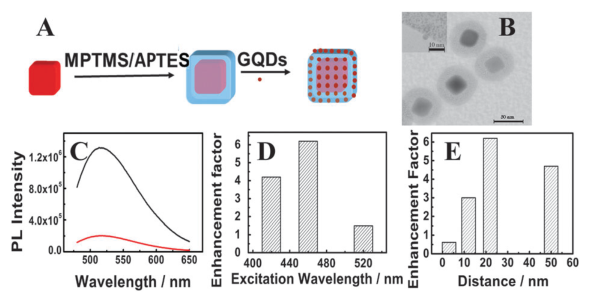 A
MPTMS/APTES
GQDs
B
10 nm
50 nm
C
PL Intensity
1.2x10⁶
8.0x10⁵
4.0x10⁵
0.0
500 550 600 650
Wavelength / nm
D
Enhancement factor
6
5
4
3
2
1
0
400 440 480 520
Excitation Wavelength / nm
E
Enhancement Factor
6
5
4
3
2
1
0
0 10 20 30 40 50 60
Distance / nm